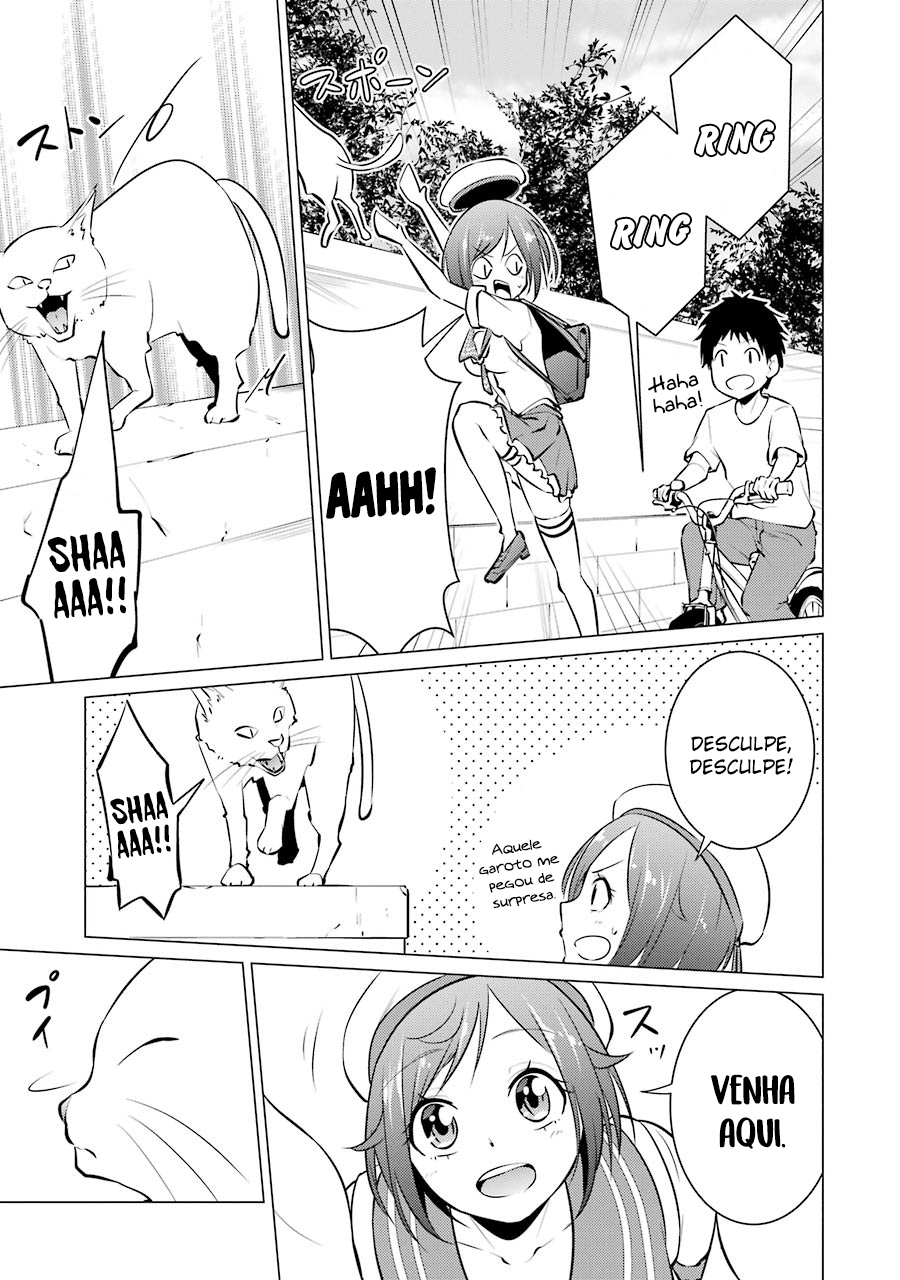 RING
RING
Haha
haha!
スポーン
AAHH!
ストン
SHAA
AAA!!
DESCULPE,
DESCULPE!
Aquele
garoto me
pegou de
surpresa.
SHAA
AAA!!
VENHA
AQUI.
スッ
プイ